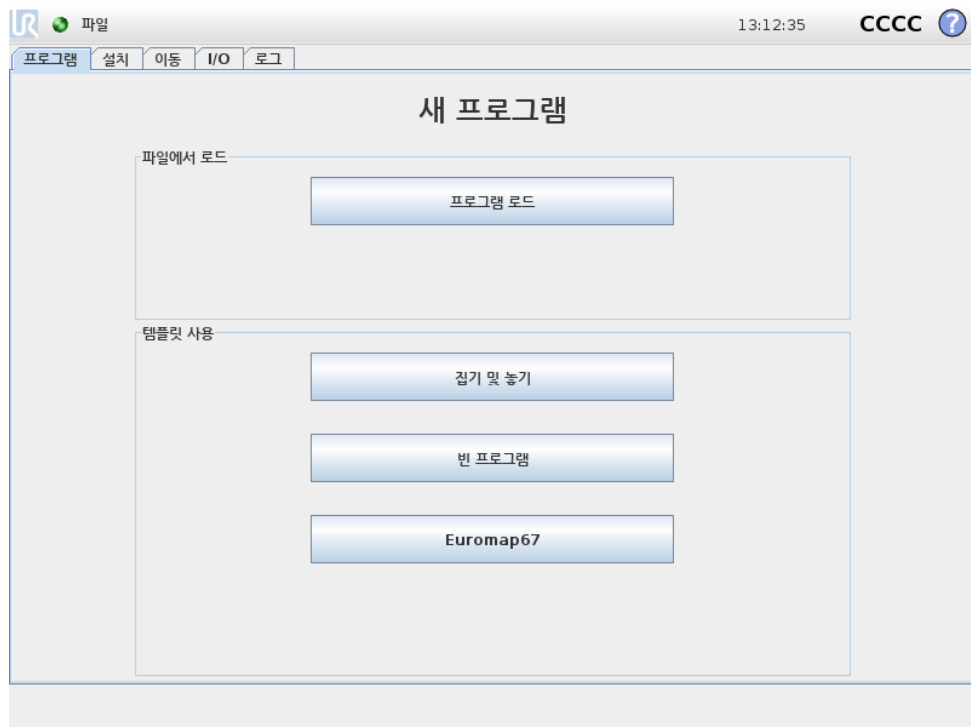 UR 파일 13:12:35 CCCC ?
프로그램 설치 이동 I/O 로그
새 프로그램
파일에서 로드
프로그램 로드
템플릿 사용
집기 및 놓기
빈 프로그램
Euromap67